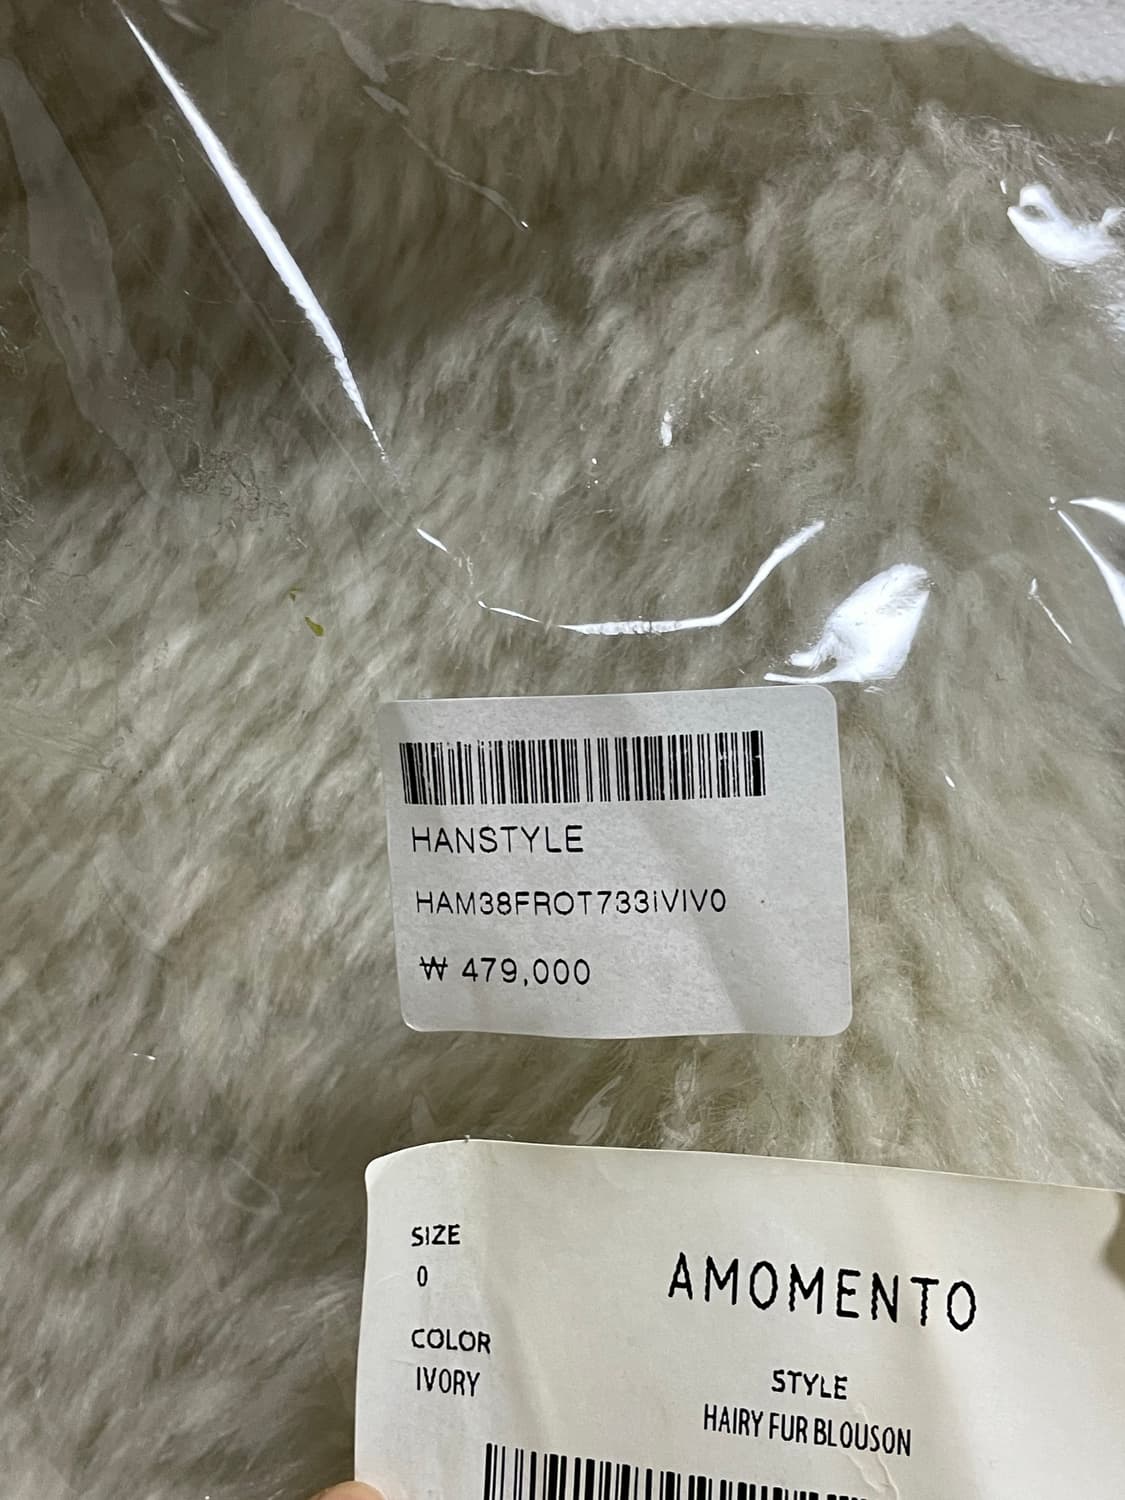 HANSTYLE
HAM38FROT733iVIV0
₩ 479,000
SIZE
0
COLOR
IVORY
AMOMENTO
STYLE
HAIRY FUR BLOUSON